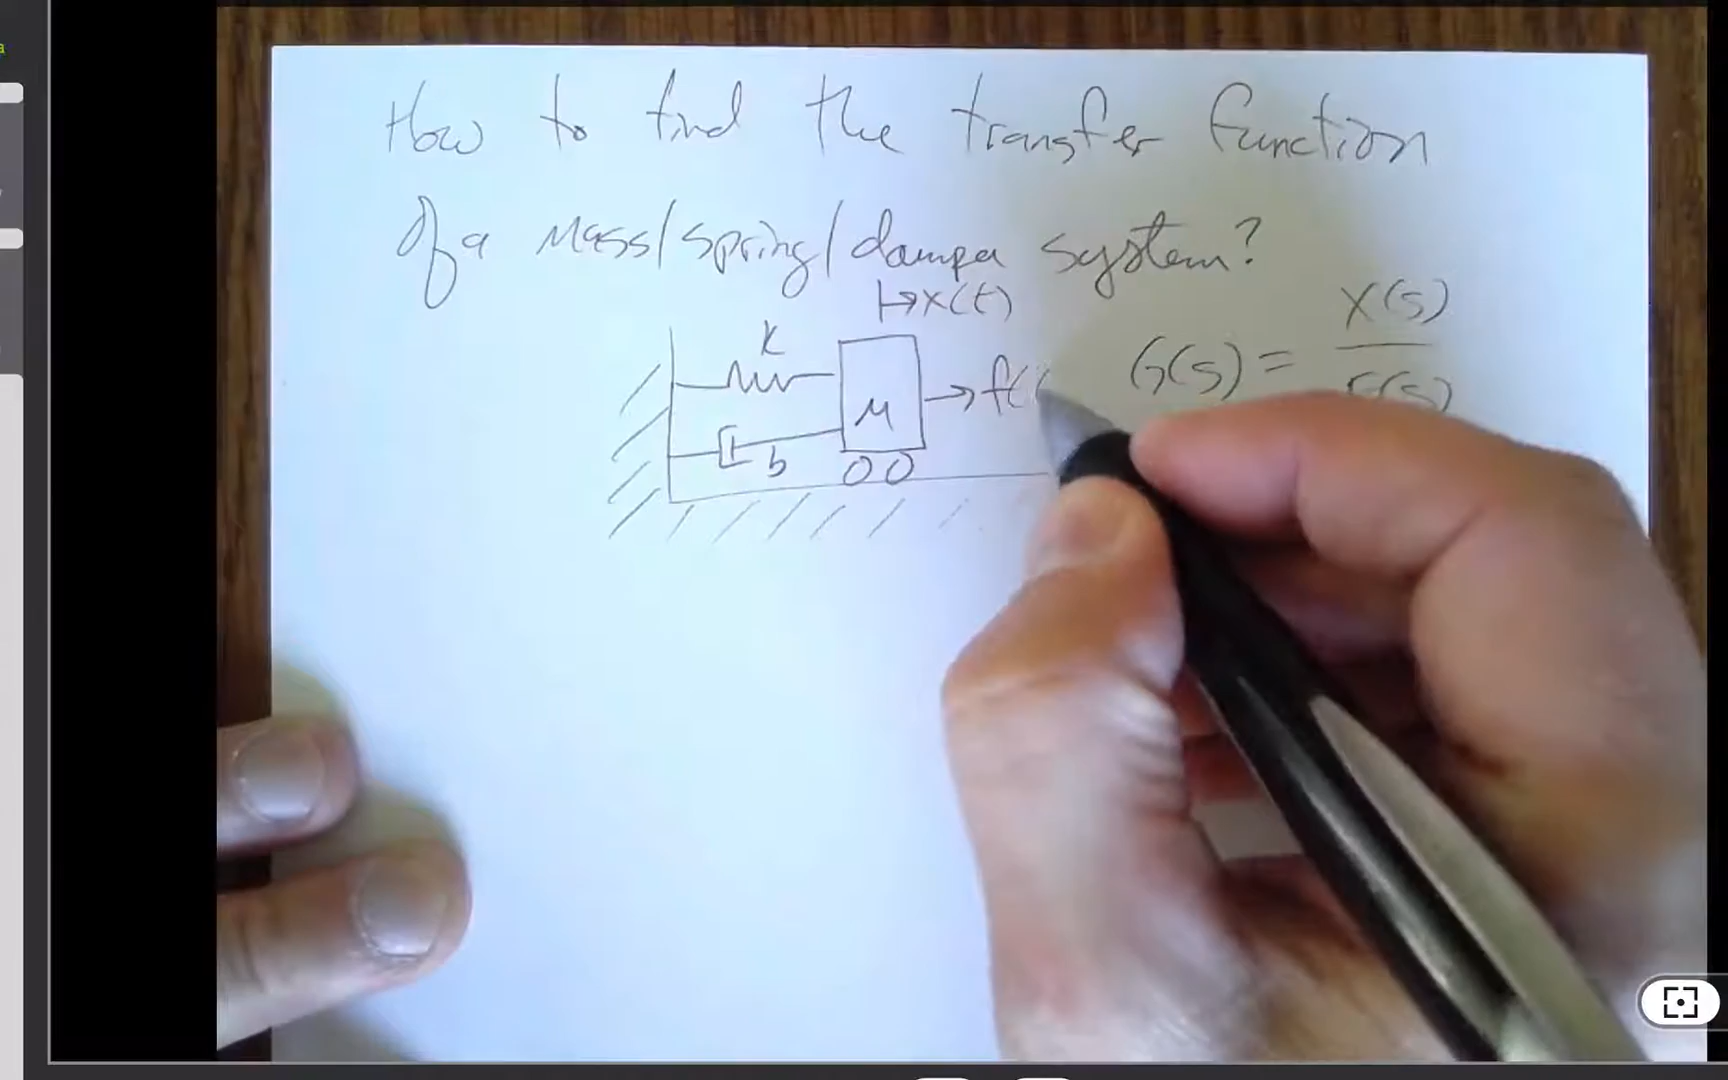 How to find the transfer function
Of a Mass/spring/damper system?
x(t)
X(s)
K
G(s) =
f(
F(s)
M
b